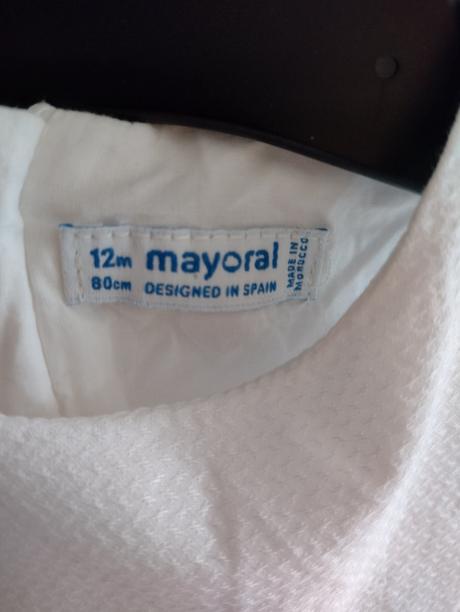 12m mayoral
80cm DESIGNED IN SPAIN
MADE IN
MOROCCO